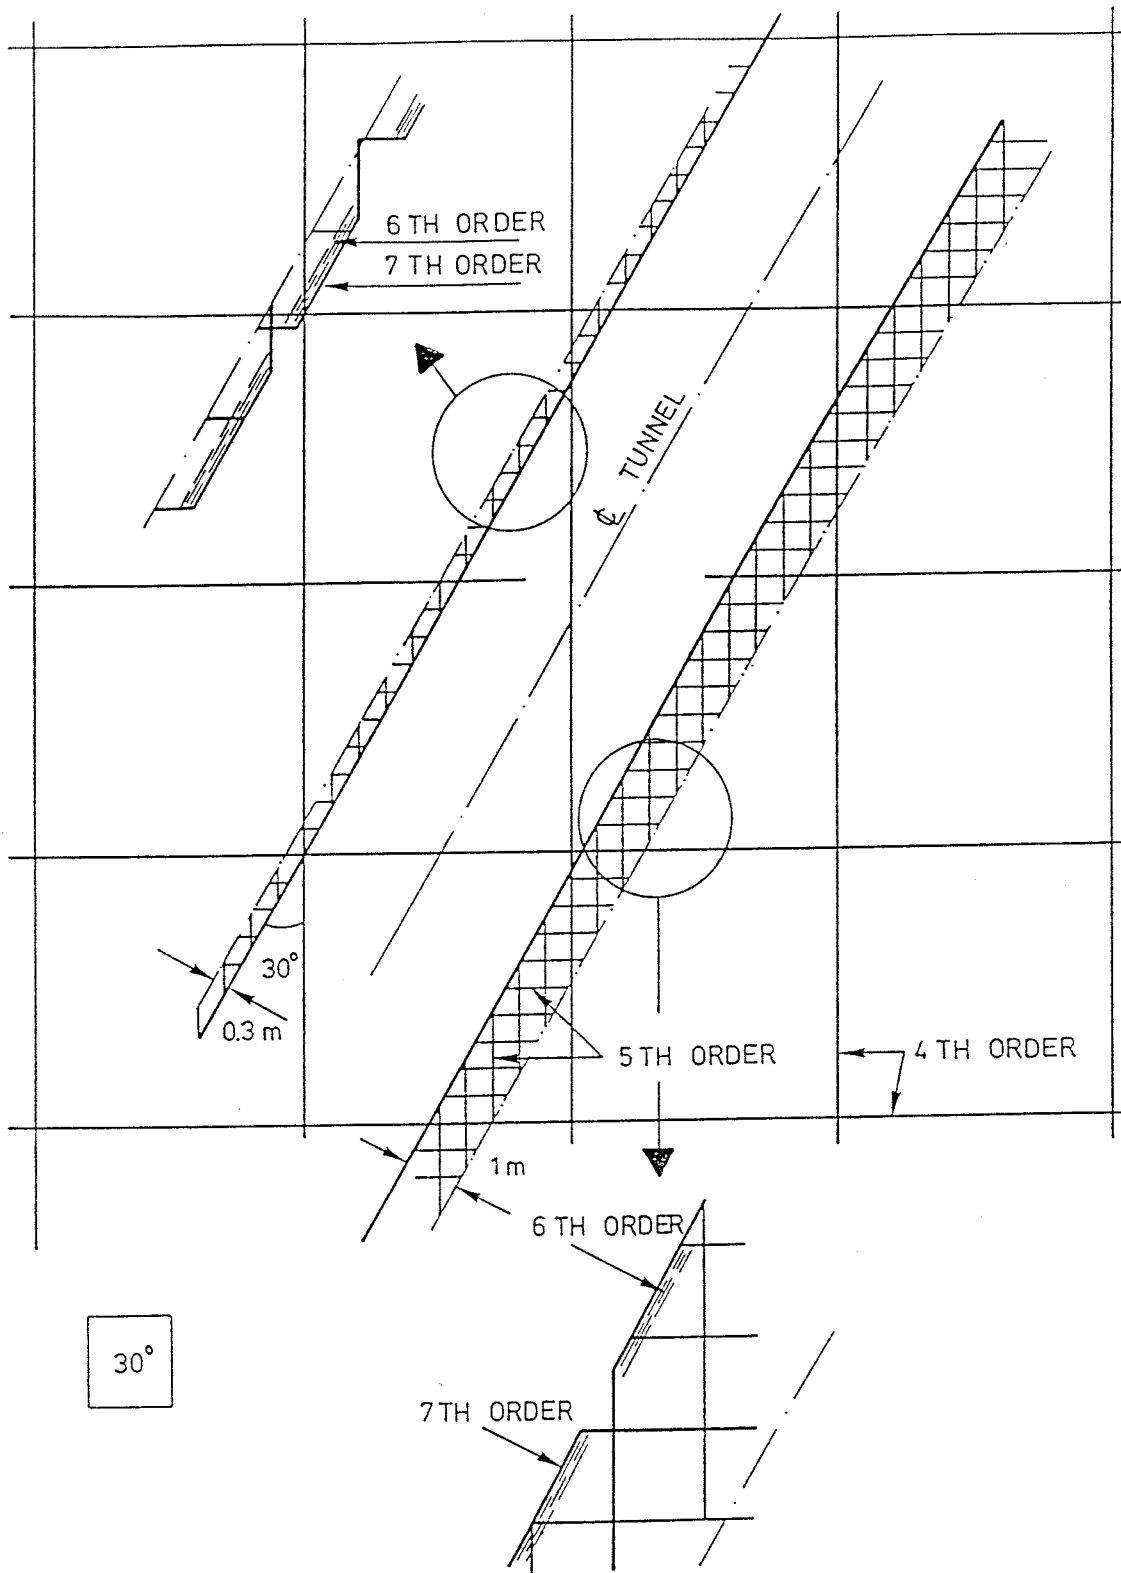 6 TH ORDER
7 TH ORDER
℄ TUNNEL
30°
0.3 m
5 TH ORDER
4 TH ORDER
1 m
6 TH ORDER
30°
7 TH ORDER